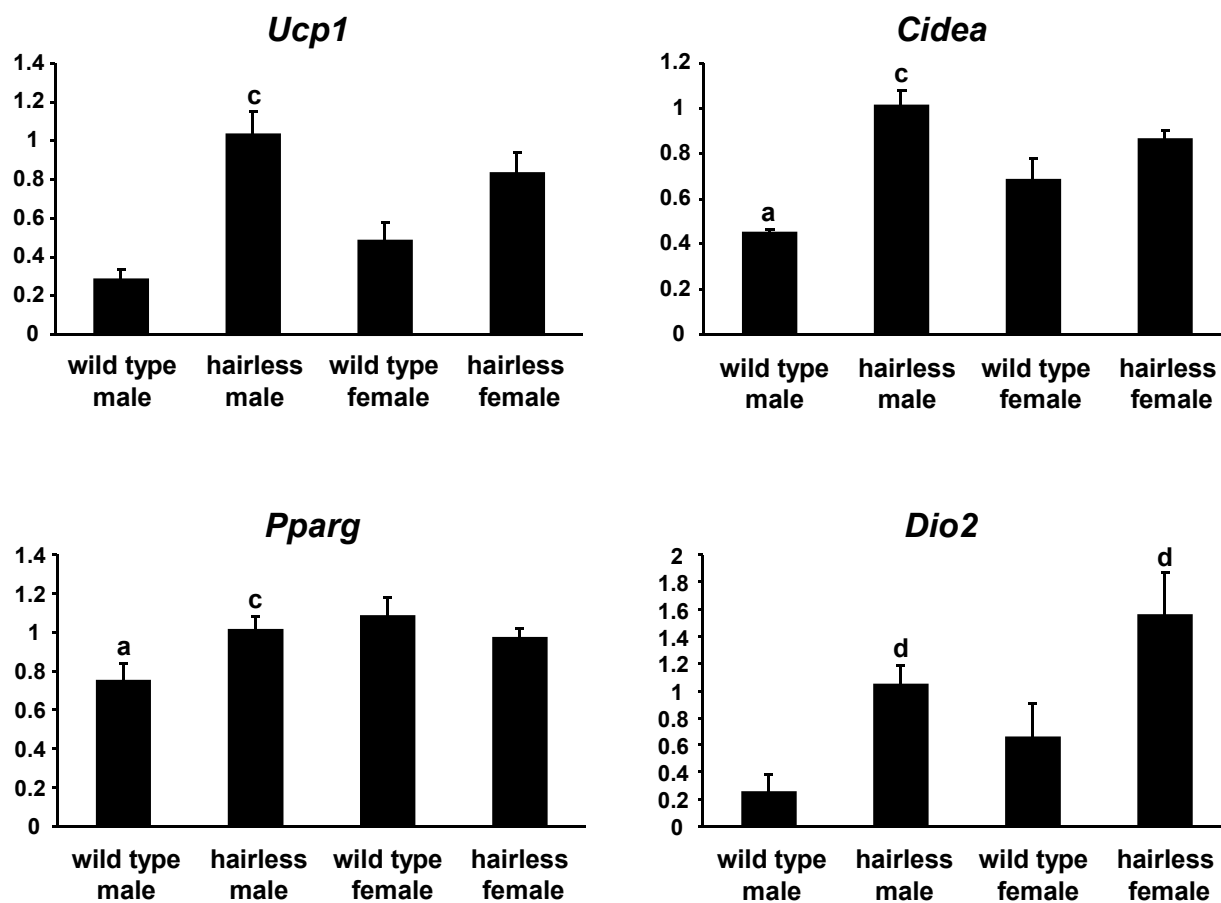 Ucp1
1.4
1.2
1
0.8
0.6
0.4
0.2
0
c
wild type male
hairless male
wild type female
hairless female
Cidea
1.2
1
0.8
0.6
0.4
0.2
0
a
c
wild type male
hairless male
wild type female
hairless female
Pparg
1.4
1.2
1
0.8
0.6
0.4
0.2
0
a
c
wild type male
hairless male
wild type female
hairless female
Dio2
2
1.8
1.6
1.4
1.2
1
0.8
0.6
0.4
0.2
0
d
d
wild type male
hairless male
wild type female
hairless female